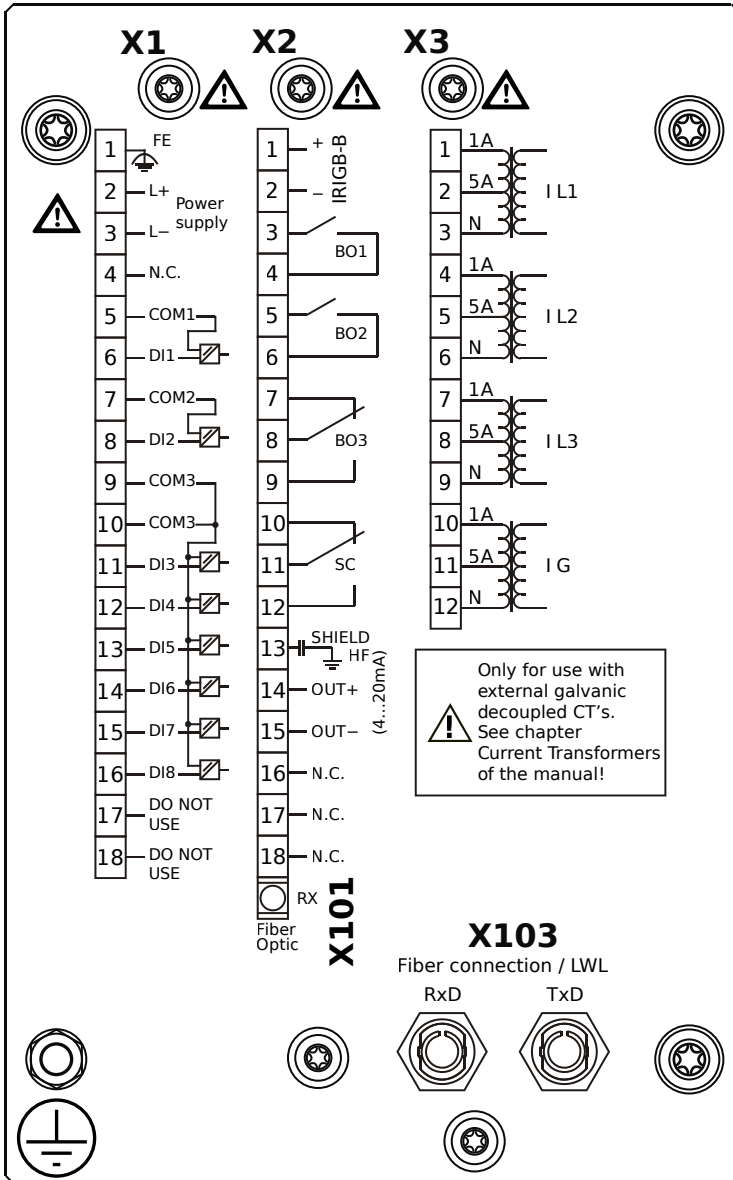 X1
X2
X3
1 FE
2 L+
3 L−
Power
supply
4 N.C.
5 COM1
6 DI1
7 COM2
8 DI2
9 COM3
10 COM3
11 DI3
12 DI4
13 DI5
14 DI6
15 DI7
16 DI8
17 DO NOT
USE
18 DO NOT
USE
1 +
2 −
IRIGB-B
3
4
BO1
5
6
BO2
7
8 BO3
9
10
11 SC
12
13 SHIELD
HF
14 OUT+
15 OUT−
(4...20mA)
16 N.C.
17 N.C.
18 N.C.
RX
Fiber
Optic
X101
1 1A
2 5A
3 N
I L1
4 1A
5 5A
6 N
I L2
7 1A
8 5A
9 N
I L3
10 1A
11 5A
12 N
I G
Only for use with
external galvanic
decoupled CT's.
See chapter
Current Transformers
of the manual!
X103
Fiber connection / LWL
RxD
TxD